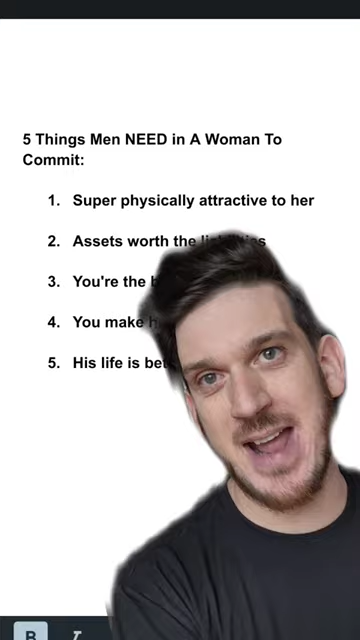 5 Things Men NEED in A Woman To
Commit:
1. Super physically attractive to her
2. Assets worth the liabilities
3. You're the
4. You make
5. His life is
B I